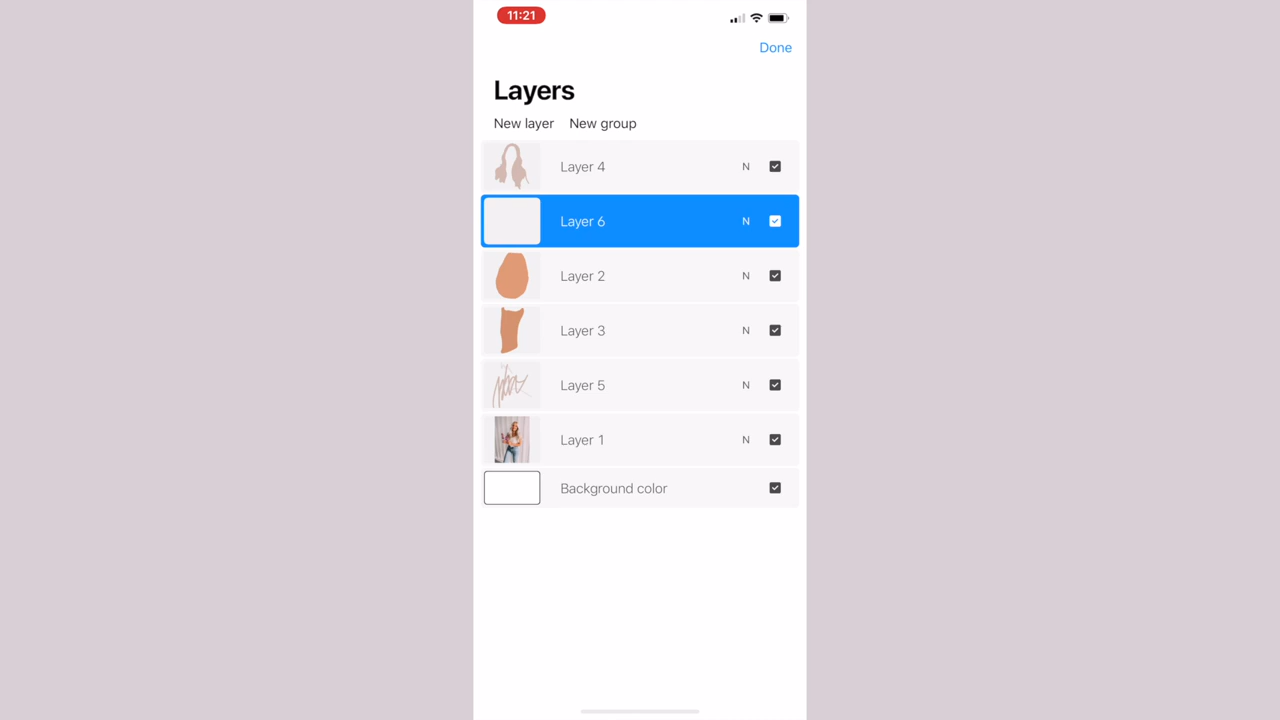 11:21
Done
Layers
New layer New group
Layer 4 N
Layer 6 N
Layer 2 N
Layer 3 N
Layer 5 N
Layer 1 N
Background color